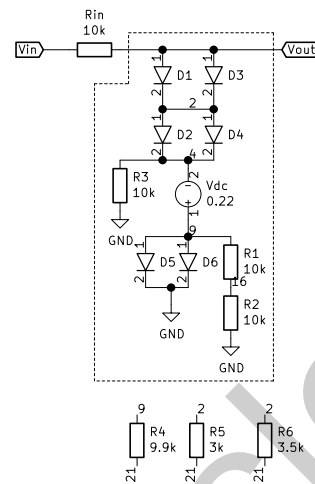 Rin
10k
Vin
Vout
1 1
D1 D3
2 2
2
1 1
D2 D4
2 2
4
R3
10k
2
Vdc
0.22
1
GND
9
1 1
D5 D6
2 2
R1
10k
16
R2
10k
GND
GND
9 2 2
R4 R5 R6
9.9k 3k 3.5k
21 21 21